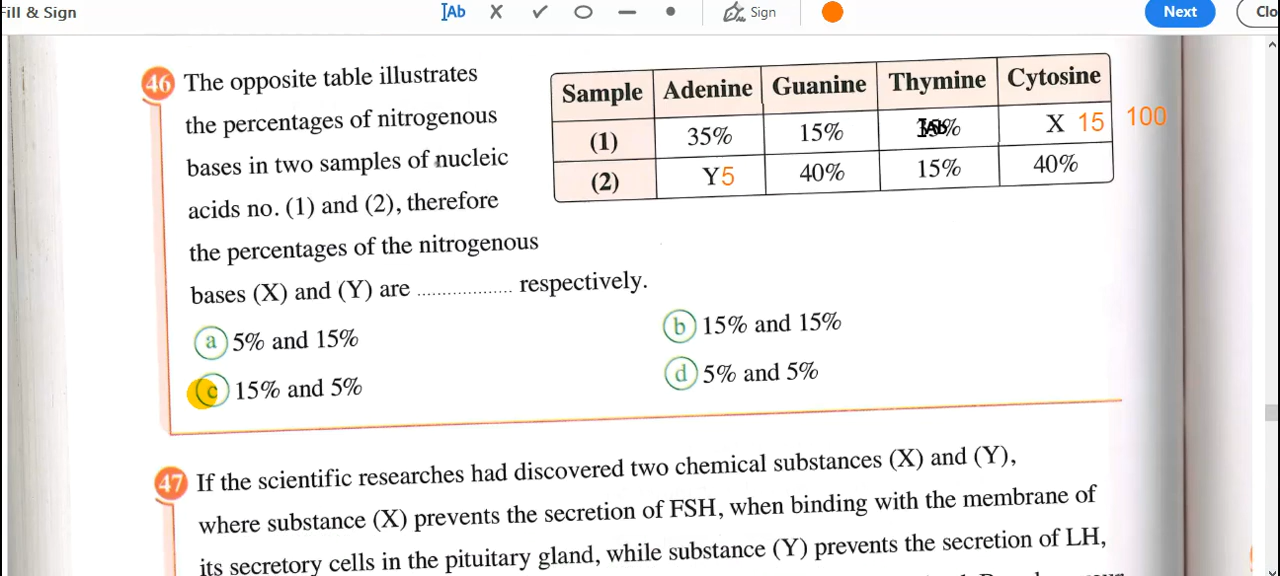 Fill & Sign
Ab
Sign
Next
Clo
46 The opposite table illustrates
the percentages of nitrogenous
bases in two samples of nucleic
acids no. (1) and (2), therefore
the percentages of the nitrogenous
bases (X) and (Y) are ................... respectively.
Sample Adenine Guanine Thymine Cytosine
(1) 35% 15% X 15 100
(2) Y5 40% 15% 40%
a 5% and 15%
b 15% and 15%
c 15% and 5%
d 5% and 5%
47 If the scientific researches had discovered two chemical substances (X) and (Y),
where substance (X) prevents the secretion of FSH, when binding with the membrane of
its secretory cells in the pituitary gland, while substance (Y) prevents the secretion of LH,